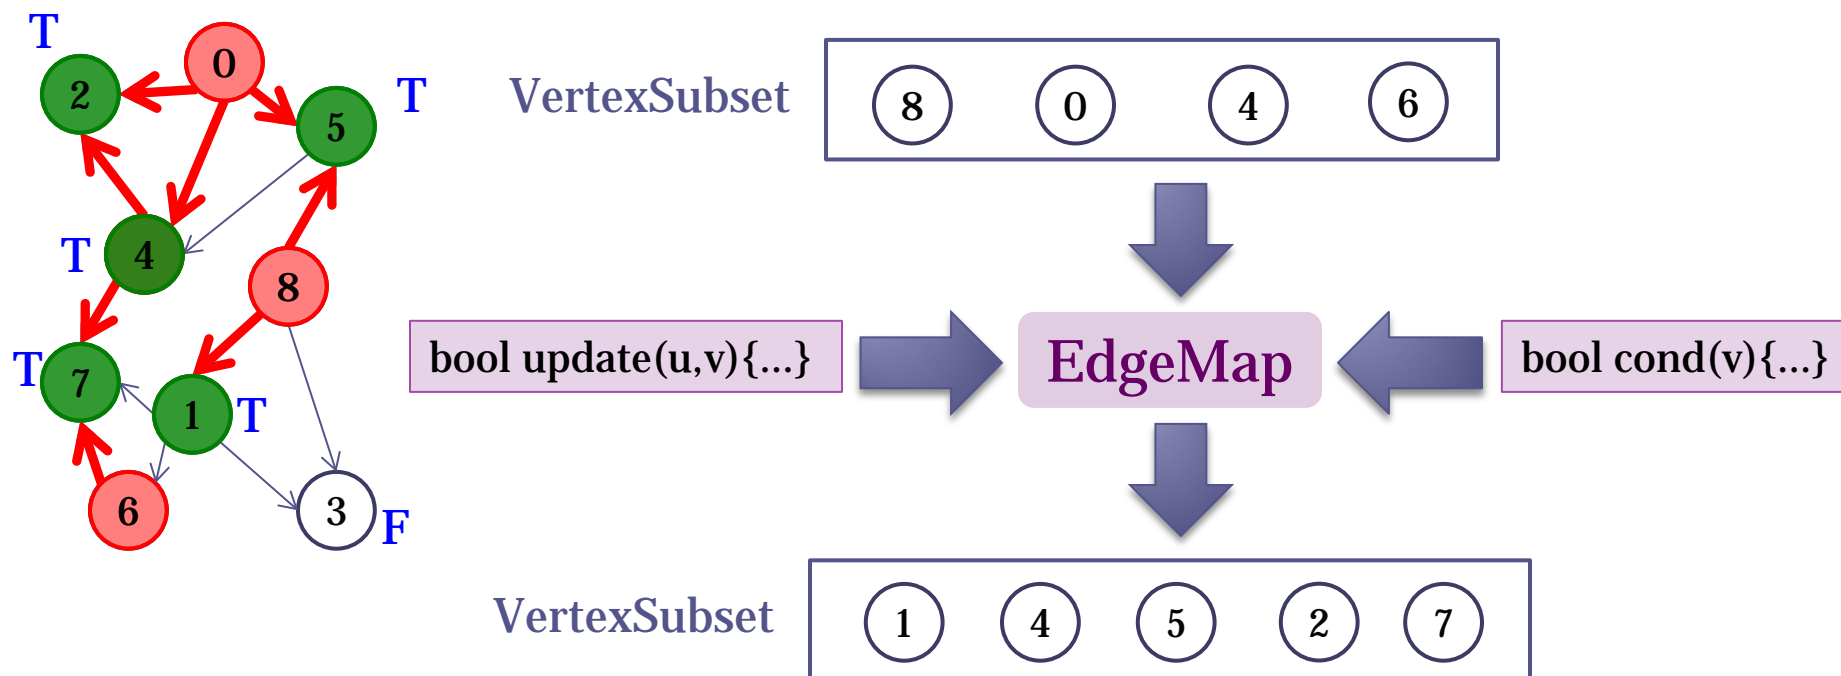 T
0
2
T
5
T
4
8
T
7
1
T
6
3
F
VertexSubset
8 0 4 6
bool update(u,v){...}
EdgeMap
bool cond(v){...}
VertexSubset
1 4 5 2 7